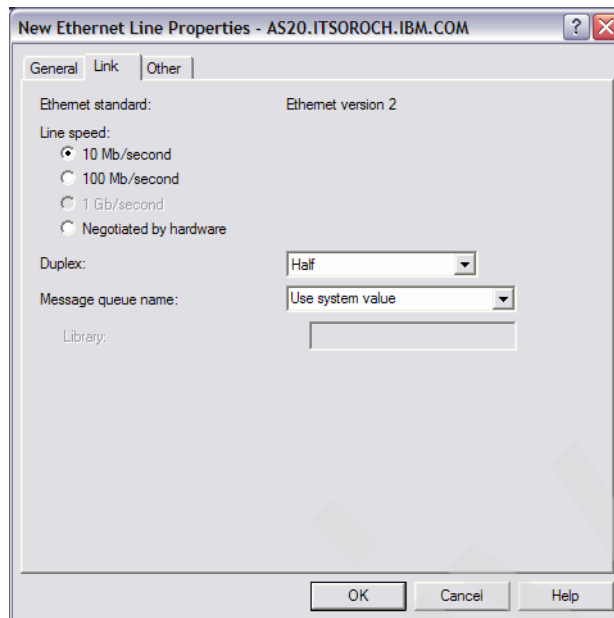 New Ethernet Line Properties - AS20.ITSOROCH.IBM.COM
General Link Other
Ethernet standard: Ethernet version 2
Line speed:
10 Mb/second
100 Mb/second
1 Gb/second
Negotiated by hardware
Duplex: Half
Message queue name: Use system value
Library:
OK Cancel Help